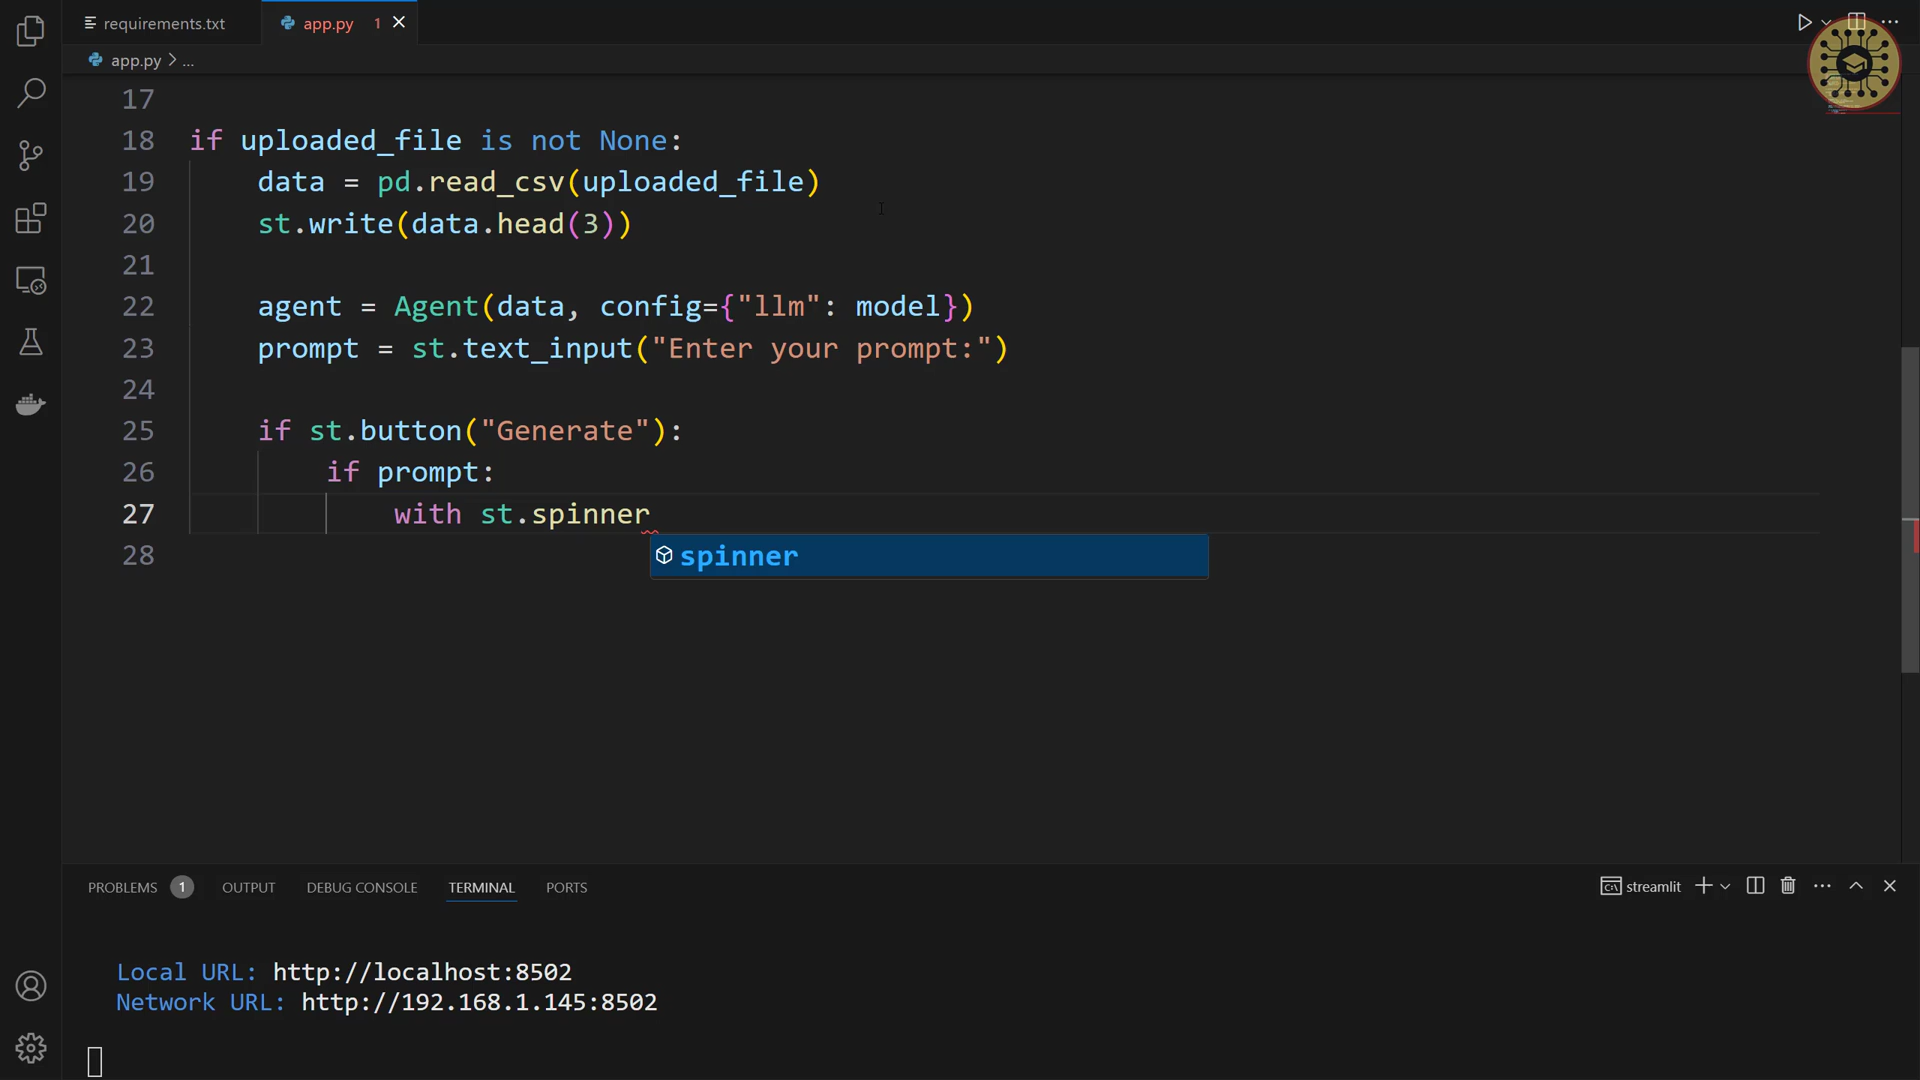 requirements.txt
app.py 1
app.py > ...
17
18 if uploaded_file is not None:
19 data = pd.read_csv(uploaded_file)
20 st.write(data.head(3))
21
22 agent = Agent(data, config={"llm": model})
23 prompt = st.text_input("Enter your prompt:")
24
25 if st.button("Generate"):
26 if prompt:
27 with st.spinner
spinner
28
PROBLEMS 1 OUTPUT DEBUG CONSOLE TERMINAL PORTS
streamlit
Local URL: http://localhost:8502
Network URL: http://192.168.1.145:8502